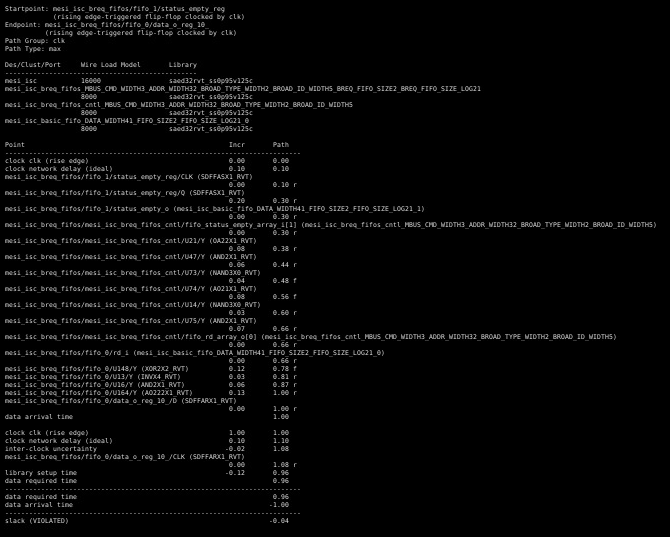 Startpoint: mesi_isc_breq_fifos/fifo_1/status_empty_reg
(rising edge-triggered flip-flop clocked by clk)
Endpoint: mesi_isc_breq_fifos/fifo_0/data_o_reg_10_
(rising edge-triggered flip-flop clocked by clk)
Path Group: clk
Path Type: max
Des/Clust/Port Wire Load Model Library
------------------------------------------------
mesi_isc 16000 saed32rvt_ss0p95v125c
mesi_isc_breq_fifos_MBUS_CMD_WIDTH3_ADDR_WIDTH32_BROAD_TYPE_WIDTH2_BROAD_ID_WIDTH5_BREQ_FIFO_SIZE2_BREQ_FIFO_SIZE_LOG21
8000 saed32rvt_ss0p95v125c
mesi_isc_breq_fifos_cntl_MBUS_CMD_WIDTH3_ADDR_WIDTH32_BROAD_TYPE_WIDTH2_BROAD_ID_WIDTH5
8000 saed32rvt_ss0p95v125c
mesi_isc_basic_fifo_DATA_WIDTH41_FIFO_SIZE2_FIFO_SIZE_LOG21_0
8000 saed32rvt_ss0p95v125c
Point Incr Path
--------------------------------------------------------------------------
clock clk (rise edge) 0.00 0.00
clock network delay (ideal) 0.10 0.10
mesi_isc_breq_fifos/fifo_1/status_empty_reg/CLK (SDFFASX1_RVT)
0.00 0.10 r
mesi_isc_breq_fifos/fifo_1/status_empty_reg/Q (SDFFASX1_RVT)
0.20 0.30 r
mesi_isc_breq_fifos/fifo_1/status_empty_o (mesi_isc_basic_fifo_DATA_WIDTH41_FIFO_SIZE2_FIFO_SIZE_LOG21_1)
0.00 0.30 r
mesi_isc_breq_fifos/mesi_isc_breq_fifos_cntl/fifo_status_empty_array_i[1] (mesi_isc_breq_fifos_cntl_MBUS_CMD_WIDTH3_ADDR_WIDTH32_BROAD_TYPE_WIDTH2_BROAD_ID_WIDTH5)
0.00 0.30 r
mesi_isc_breq_fifos/mesi_isc_breq_fifos_cntl/U21/Y (OA22X1_RVT)
0.08 0.38 r
mesi_isc_breq_fifos/mesi_isc_breq_fifos_cntl/U47/Y (AND2X1_RVT)
0.06 0.44 r
mesi_isc_breq_fifos/mesi_isc_breq_fifos_cntl/U73/Y (NAND3X0_RVT)
0.04 0.48 f
mesi_isc_breq_fifos/mesi_isc_breq_fifos_cntl/U74/Y (AO21X1_RVT)
0.08 0.56 f
mesi_isc_breq_fifos/mesi_isc_breq_fifos_cntl/U14/Y (NAND3X0_RVT)
0.03 0.60 r
mesi_isc_breq_fifos/mesi_isc_breq_fifos_cntl/U75/Y (AND2X1_RVT)
0.07 0.66 r
mesi_isc_breq_fifos/mesi_isc_breq_fifos_cntl/fifo_rd_array_o[0] (mesi_isc_breq_fifos_cntl_MBUS_CMD_WIDTH3_ADDR_WIDTH32_BROAD_TYPE_WIDTH2_BROAD_ID_WIDTH5)
0.00 0.66 r
mesi_isc_breq_fifos/fifo_0/rd_i (mesi_isc_basic_fifo_DATA_WIDTH41_FIFO_SIZE2_FIFO_SIZE_LOG21_0)
0.00 0.66 r
mesi_isc_breq_fifos/fifo_0/U148/Y (XOR2X2_RVT) 0.12 0.78 f
mesi_isc_breq_fifos/fifo_0/U13/Y (INVX4_RVT) 0.03 0.81 r
mesi_isc_breq_fifos/fifo_0/U16/Y (AND2X1_RVT) 0.06 0.87 r
mesi_isc_breq_fifos/fifo_0/U164/Y (AO222X1_RVT) 0.13 1.00 r
mesi_isc_breq_fifos/fifo_0/data_o_reg_10_/D (SDFFARX1_RVT)
0.00 1.00 r
data arrival time 1.00
clock clk (rise edge) 1.00 1.00
clock network delay (ideal) 0.10 1.10
inter-clock uncertainty -0.02 1.08
mesi_isc_breq_fifos/fifo_0/data_o_reg_10_/CLK (SDFFARX1_RVT)
0.00 1.08 r
library setup time -0.12 0.96
data required time 0.96
--------------------------------------------------------------------------
data required time 0.96
data arrival time -1.00
--------------------------------------------------------------------------
slack (VIOLATED) -0.04